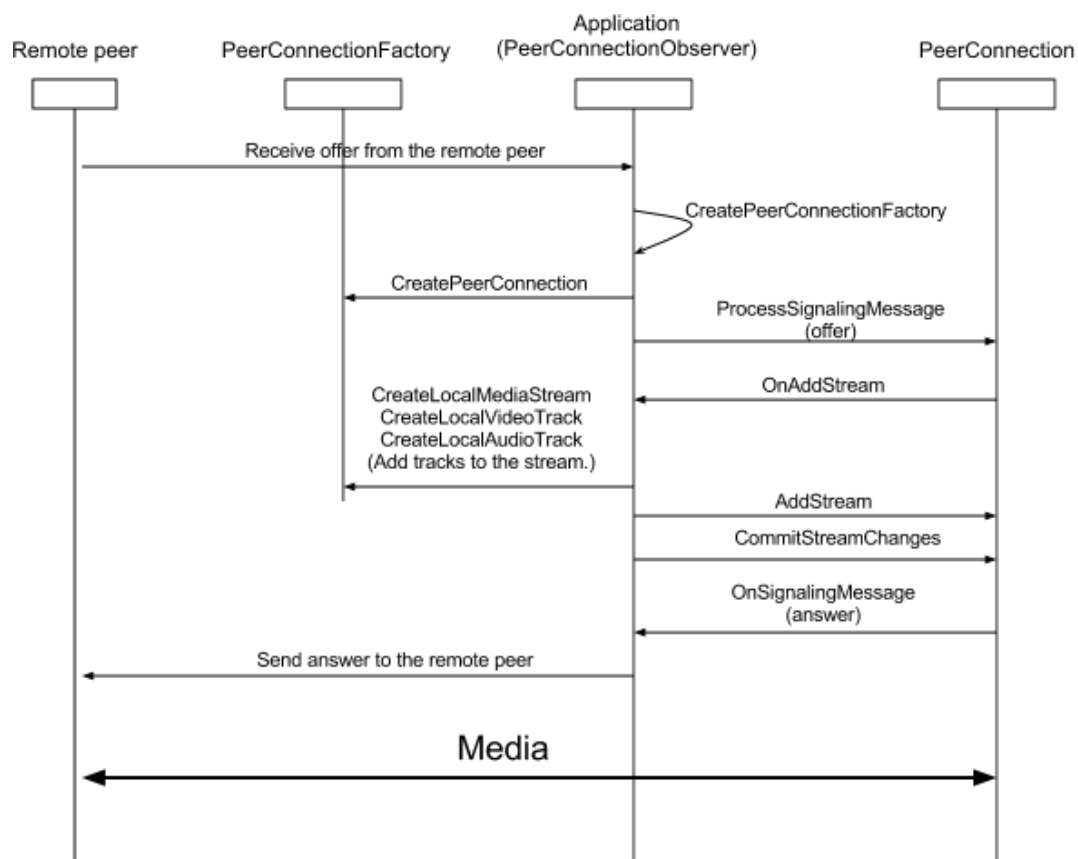 Remote peer
PeerConnectionFactory
Application
(PeerConnectionObserver)
PeerConnection
Receive offer from the remote peer
CreatePeerConnectionFactory
CreatePeerConnection
ProcessSignalingMessage
(offer)
OnAddStream
CreateLocalMediaStream
CreateLocalVideoTrack
CreateLocalAudioTrack
(Add tracks to the stream.)
AddStream
CommitStreamChanges
OnSignalingMessage
(answer)
Send answer to the remote peer
Media